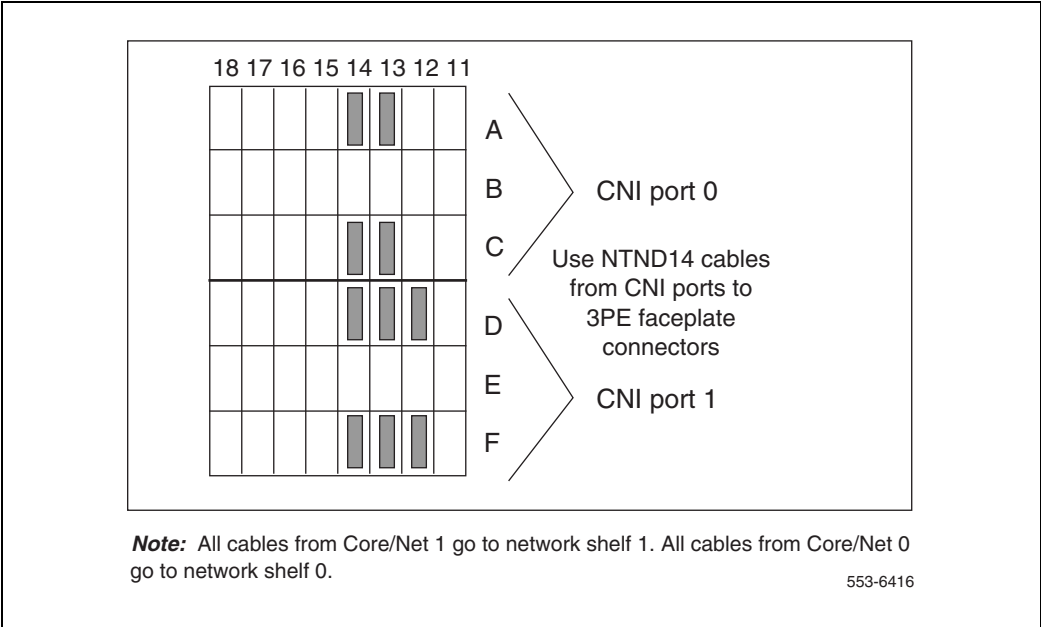 18 17 16 15 14 13 12 11
A
B
CNI port 0
C
Use NTND14 cables
from CNI ports to
3PE faceplate
connectors
D
E
CNI port 1
F
Note: All cables from Core/Net 1 go to network shelf 1. All cables from Core/Net 0
go to network shelf 0.
553-6416